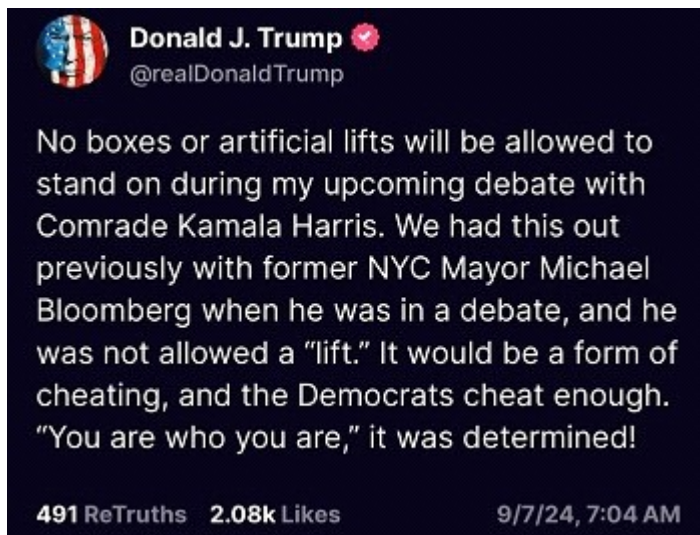 Donald J. Trump
@realDonaldTrump
No boxes or artificial lifts will be allowed to
stand on during my upcoming debate with
Comrade Kamala Harris. We had this out
previously with former NYC Mayor Michael
Bloomberg when he was in a debate, and he
was not allowed a “lift.” It would be a form of
cheating, and the Democrats cheat enough.
“You are who you are,” it was determined!
491 ReTruths 2.08k Likes 9/7/24, 7:04 AM